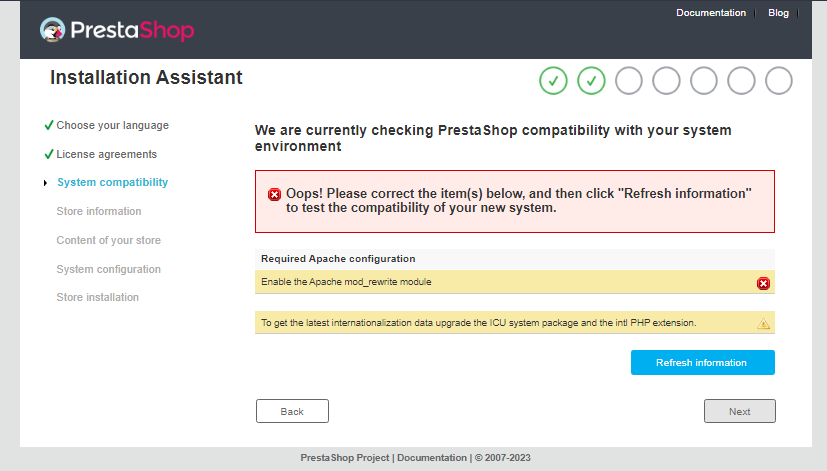 Documentation | Blog |
PrestaShop
Installation Assistant
Choose your language
License agreements
System compatibility
Store information
Content of your store
System configuration
Store installation
We are currently checking PrestaShop compatibility with your system
environment
Oops! Please correct the item(s) below, and then click "Refresh information"
to test the compatibility of your new system.
Required Apache configuration
Enable the Apache mod_rewrite module
To get the latest internationalization data upgrade the ICU system package and the intl PHP extension.
Refresh information
Back
Next
PrestaShop Project | Documentation | © 2007-2023